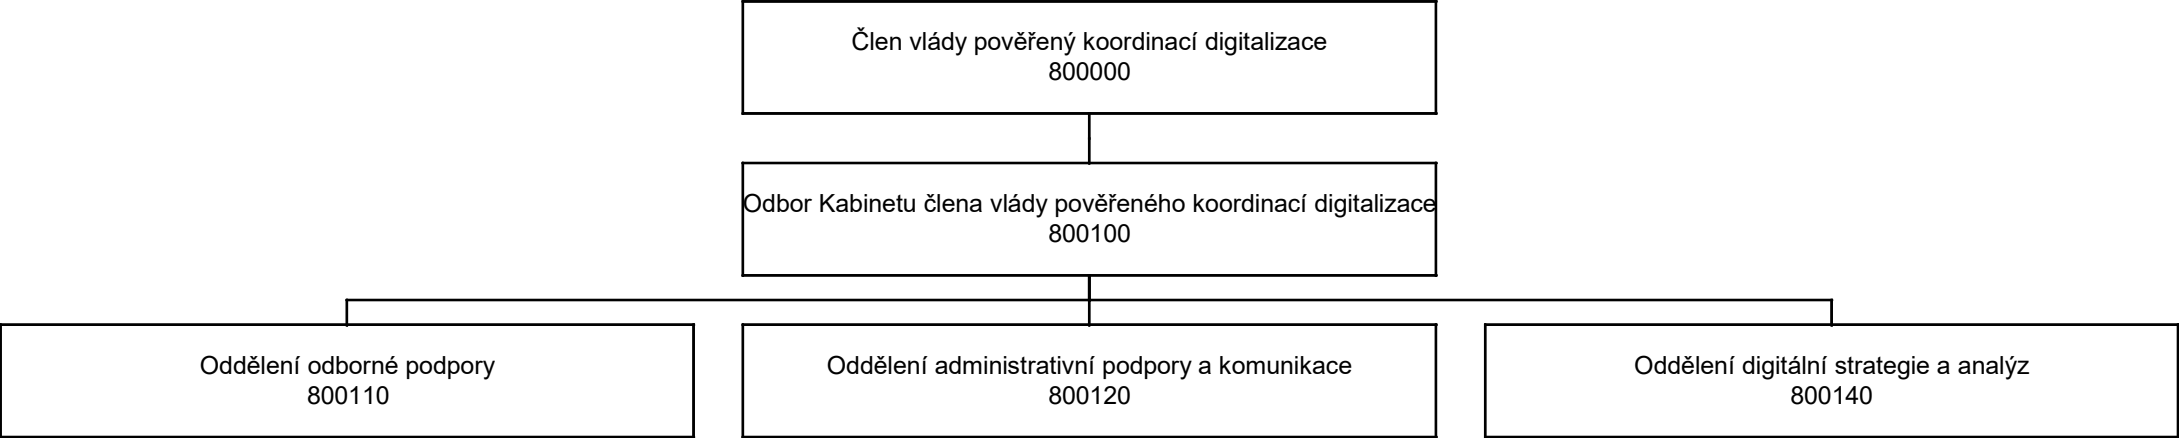 Člen vlády pověřený koordinací digitalizace
800000
Odbor Kabinetu člena vlády pověřeného koordinací digitalizace
800100
Oddělení odborné podpory
800110
Oddělení administrativní podpory a komunikace
800120
Oddělení digitální strategie a analýz
800140